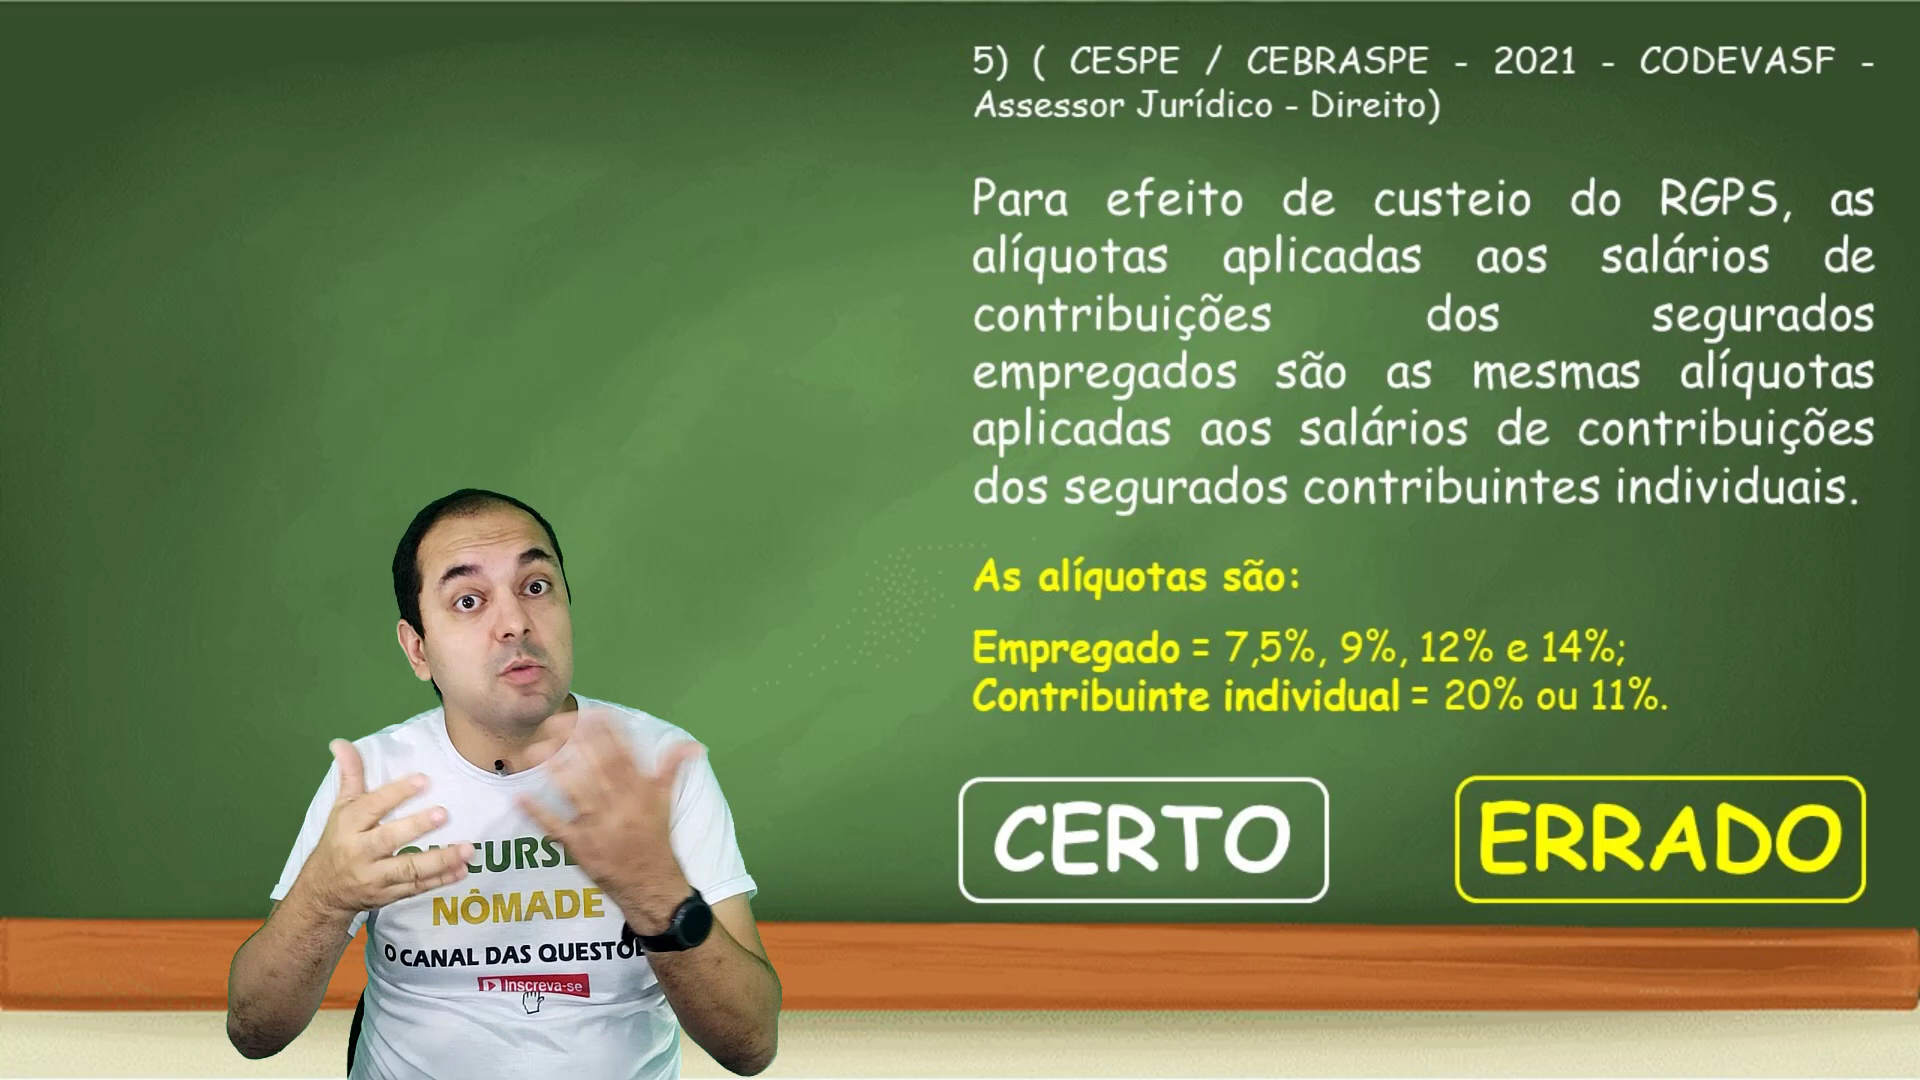 5) ( CESPE / CEBRASPE - 2021 - CODEVASF -
Assessor Jurídico - Direito)
Para efeito de custeio do RGPS, as
alíquotas aplicadas aos salários de
contribuições dos segurados
empregados são as mesmas alíquotas
aplicadas aos salários de contribuições
dos segurados contribuintes individuais.
As alíquotas são:
Empregado = 7,5%, 9%, 12% e 14%;
Contribuinte individual = 20% ou 11%.
CERTO
ERRADO
NÔMADE
O CANAL DAS
Inscreva-se